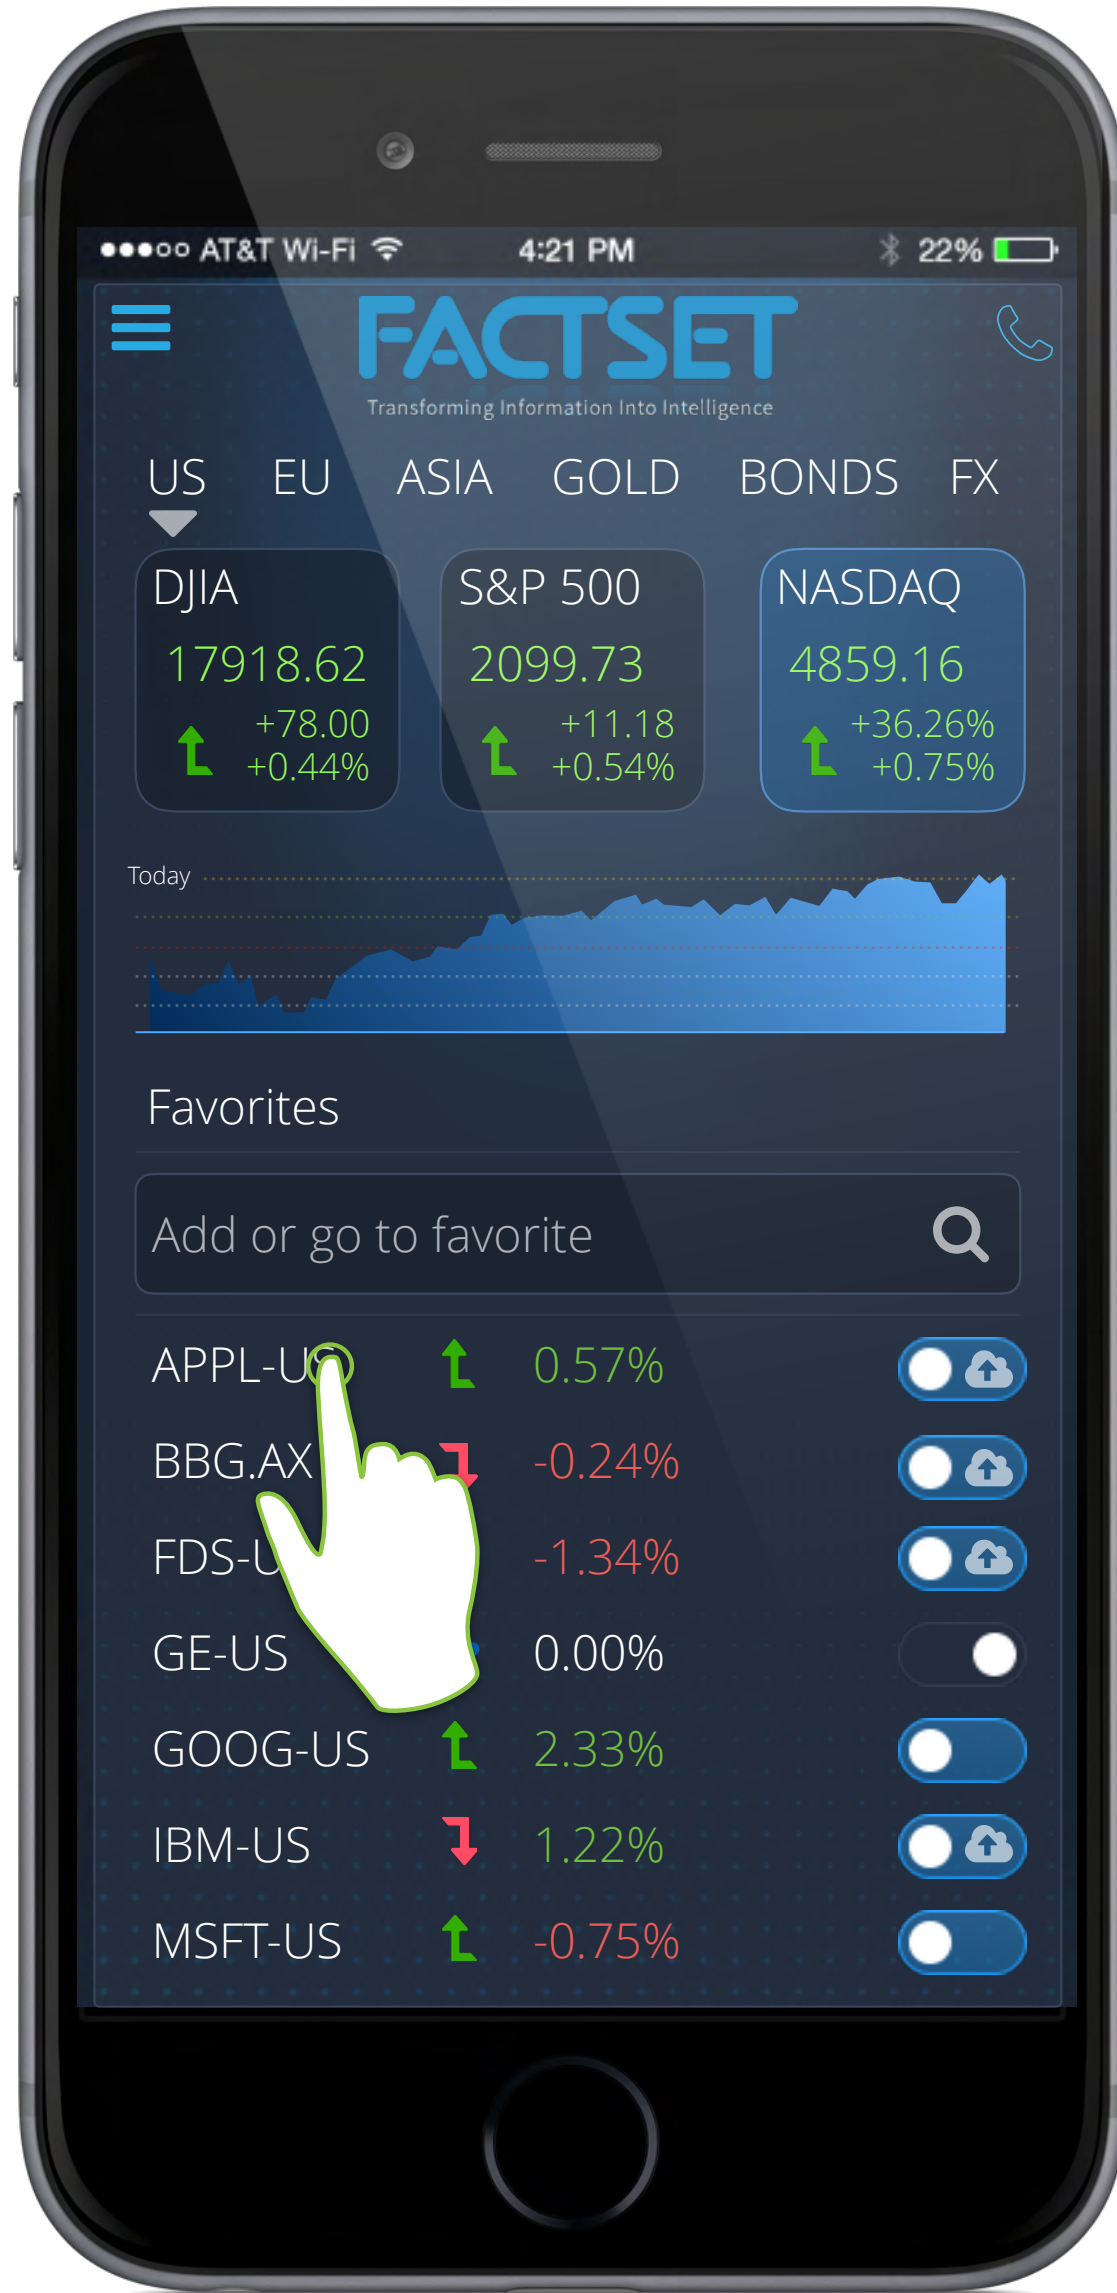 AT&T Wi-Fi 4:21 PM 22%
FACTSET
Transforming Information Into Intelligence
US EU ASIA GOLD BONDS FX
DJIA S&P 500 NASDAQ
17918.62 2099.73 4859.16
+78.00 +11.18 +36.26%
+0.44% +0.54% +0.75%
Today
Favorites
Add or go to favorite
APPL-US 0.57%
BBG.AX -0.24%
-1.34%
GE-US 0.00%
GOOG-US 2.33%
IBM-US 1.22%
MSFT-US -0.75%